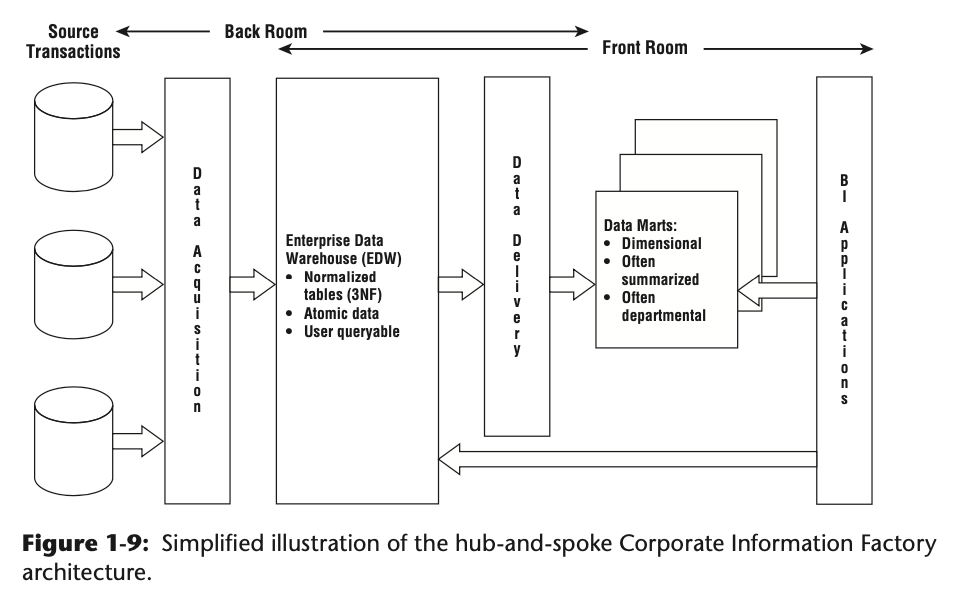 Source
Transactions
Back Room
Front Room
Data Acquisition
Enterprise Data
Warehouse (EDW)
• Normalized
tables (3NF)
• Atomic data
• User queryable
Data Delivery
Data Marts:
• Dimensional
• Often
summarized
• Often
departmental
BI Applications
Figure 1-9: Simplified illustration of the hub-and-spoke Corporate Information Factory
architecture.